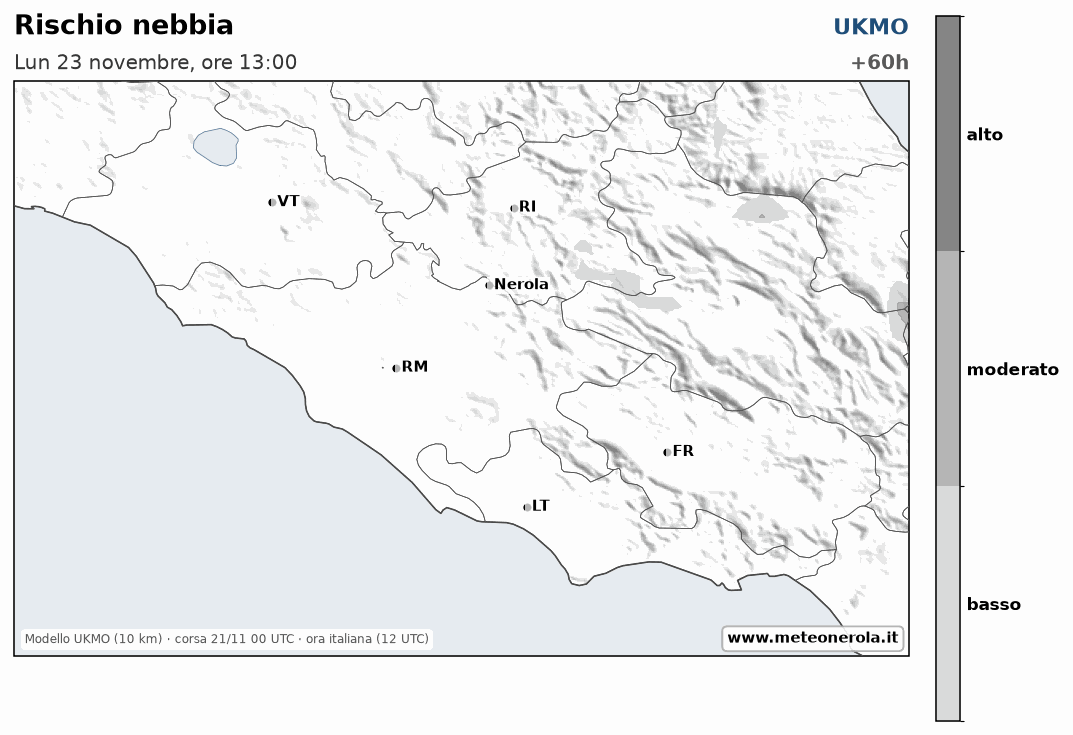 Rischio nebbia
UKMO
Lun 23 novembre, ore 13:00
+60h
alto
VT
RI
Nerola
RM
moderato
FR
LT
basso
Modello UKMO (10 km) · corsa 21/11 00 UTC · ora italiana (12 UTC)
www.meteonerola.it